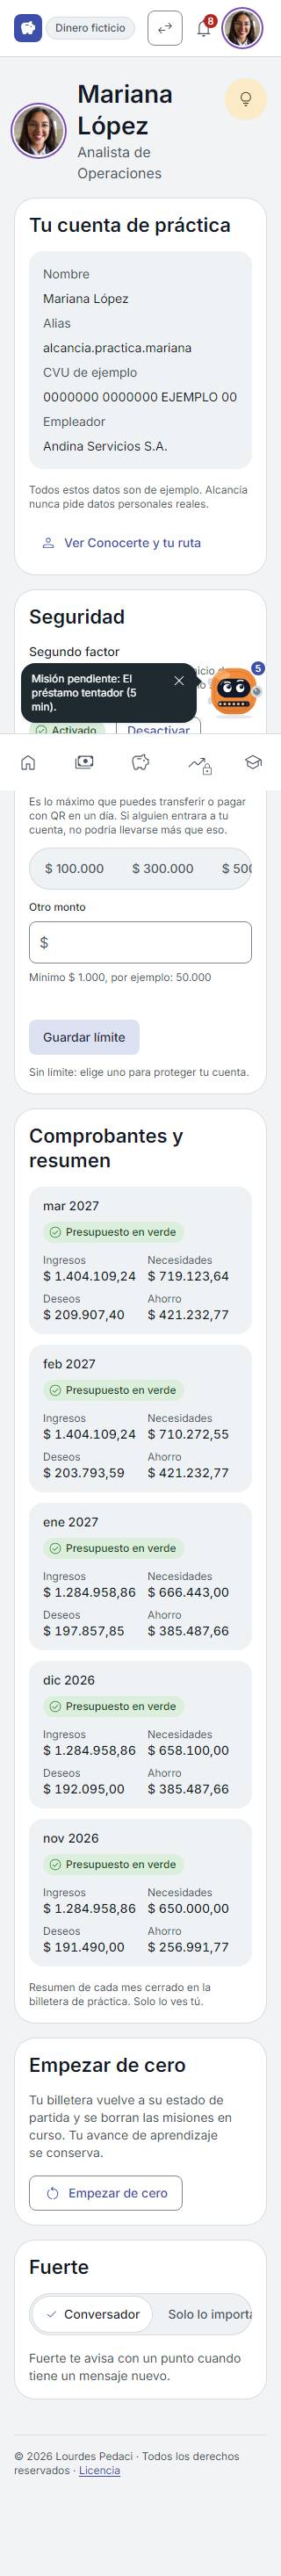 Dinero ficticio
8
Mariana
López
Analista de
Operaciones
Tu cuenta de práctica
Nombre
Mariana López
Alias
alcancia.practica.mariana
CVU de ejemplo
0000000 0000000 EJEMPLO 00
Empleador
Andina Servicios S.A.
Todos estos datos son de ejemplo. Alcancía
nunca pide datos personales reales.
Ver Conocerte y tu ruta
Seguridad
Segundo factor
Misión pendiente: El
préstamo tentador (5
min).
5
Activado
Desactivar
Es lo máximo que puedes transferir o pagar
con QR en un día. Si alguien entrara a tu
cuenta, no podría llevarse más que eso.
$ 100.000 $ 300.000
Otro monto
$
Mínimo $ 1.000, por ejemplo: 50.000
Guardar límite
Sin límite: elige uno para proteger tu cuenta.
Comprobantes y
resumen
mar 2027
Presupuesto en verde
Ingresos Necesidades
$ 1.404.109,24 $ 719.123,64
Deseos Ahorro
$ 209.907,40 $ 421.232,77
feb 2027
Presupuesto en verde
Ingresos Necesidades
$ 1.404.109,24 $ 710.272,55
Deseos Ahorro
$ 203.793,59 $ 421.232,77
ene 2027
Presupuesto en verde
Ingresos Necesidades
$ 1.284.958,86 $ 666.443,00
Deseos Ahorro
$ 197.857,85 $ 385.487,66
dic 2026
Presupuesto en verde
Ingresos Necesidades
$ 1.284.958,86 $ 658.100,00
Deseos Ahorro
$ 192.095,00 $ 385.487,66
nov 2026
Presupuesto en verde
Ingresos Necesidades
$ 1.284.958,86 $ 650.000,00
Deseos Ahorro
$ 191.490,00 $ 256.991,77
Resumen de cada mes cerrado en la
billetera de práctica. Solo lo ves tú.
Empezar de cero
Tu billetera vuelve a su estado de
partida y se borran las misiones en
curso. Tu avance de aprendizaje
se conserva.
Empezar de cero
Fuerte
Conversador Solo lo
Fuerte te avisa con un punto cuando
tiene un mensaje nuevo.
© 2026 Lourdes Pedaci · Todos los derechos
reservados · Licencia